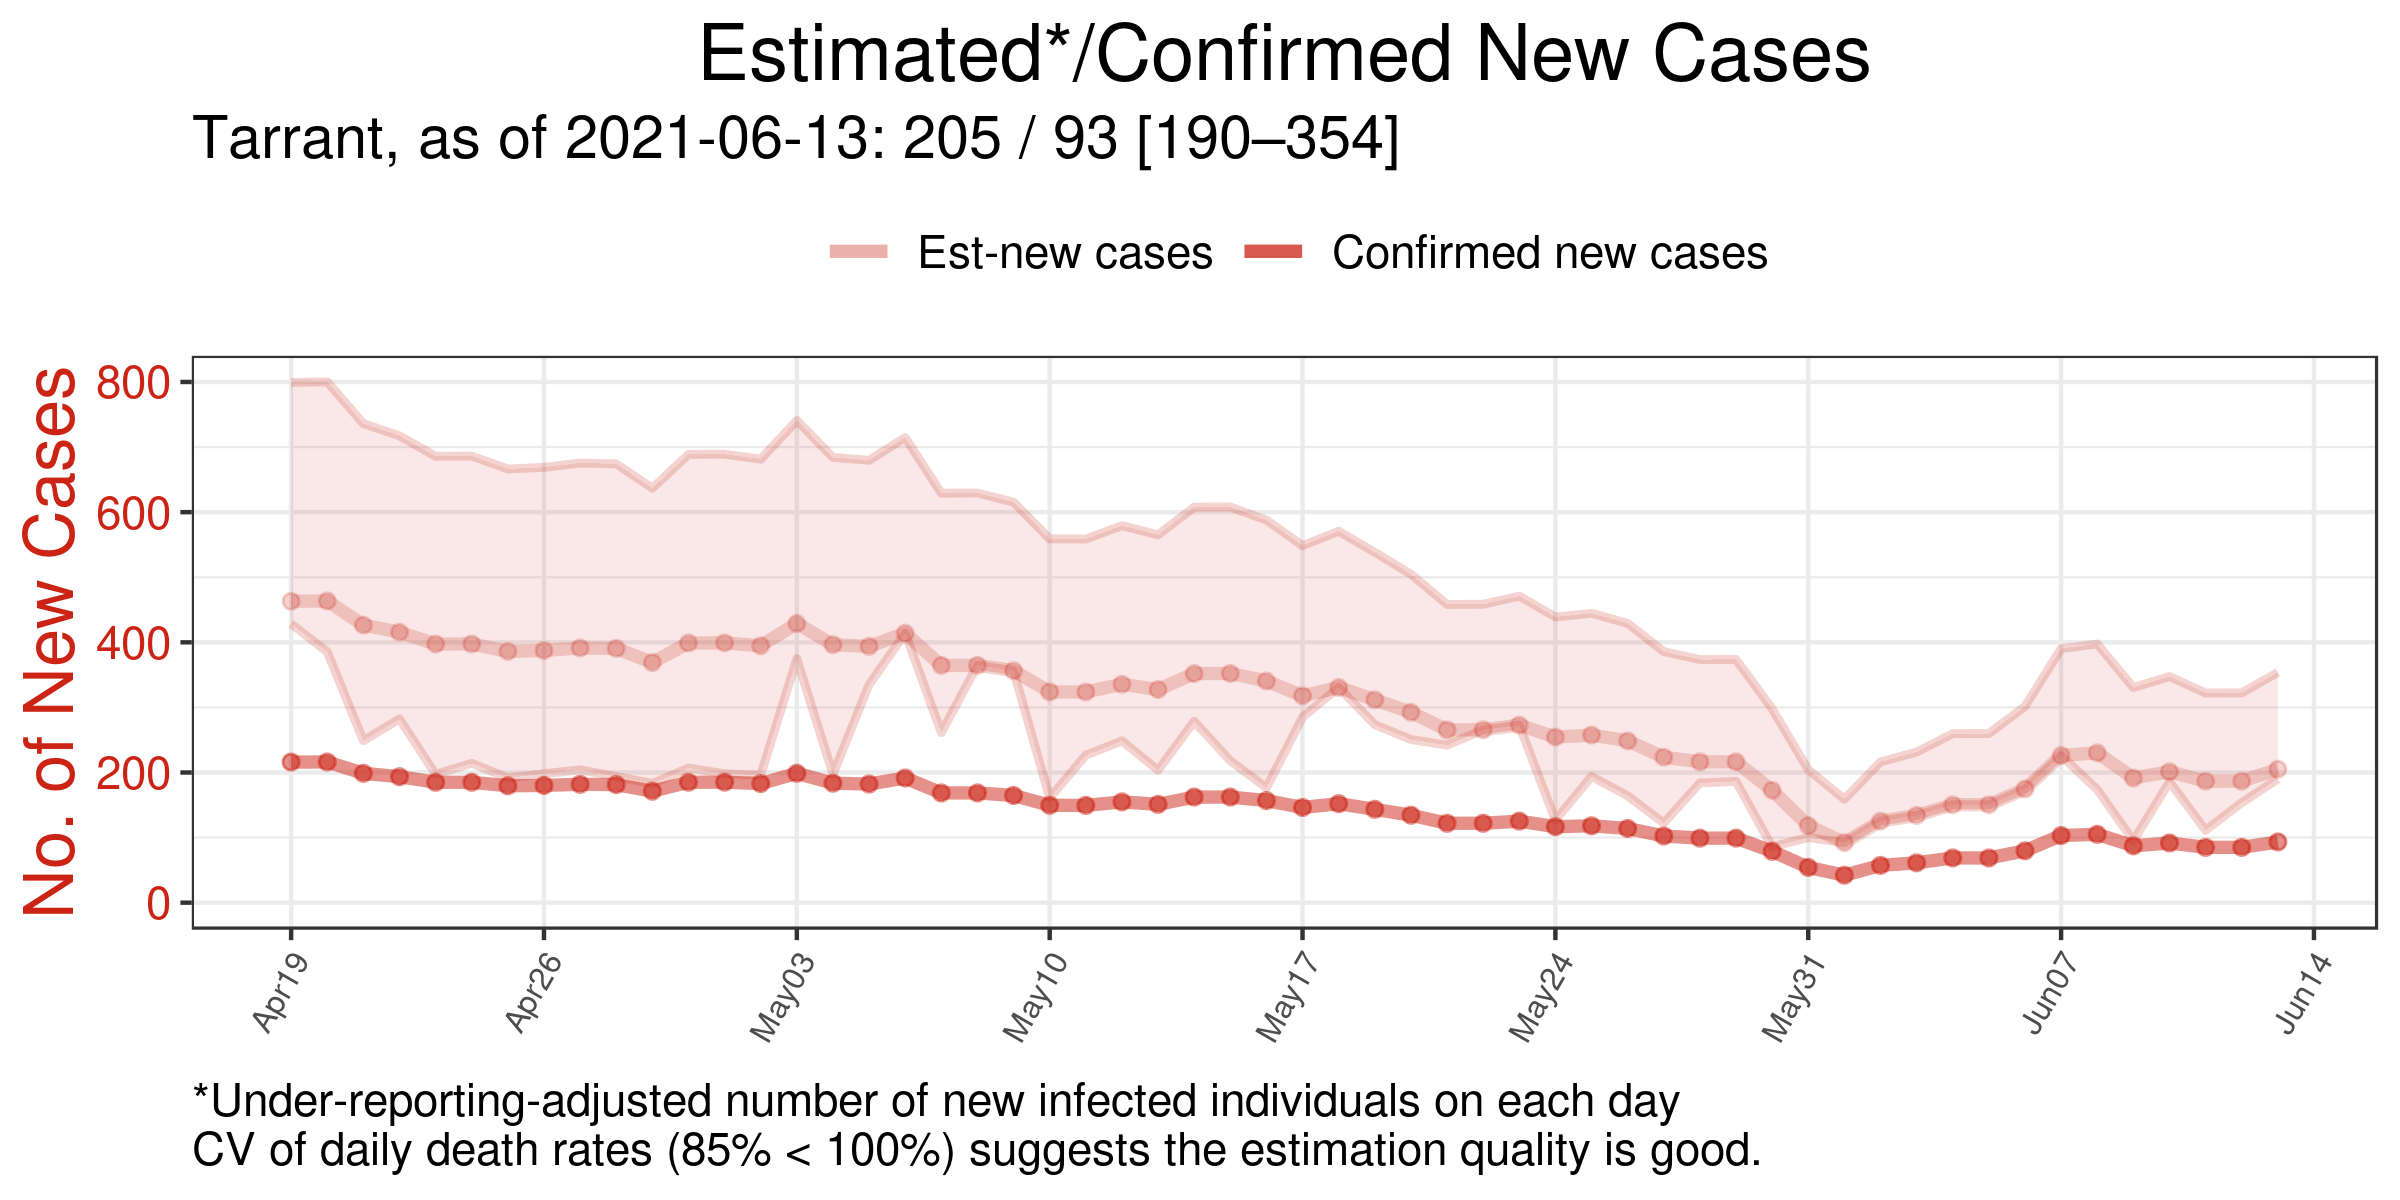 Estimated*/Confirmed New Cases
Tarrant, as of 2021-06-13: 205 / 93 [190–354]
Est-new cases Confirmed new cases
No. of New Cases
800
600
400
200
0
Apr19 Apr26 May03 May10 May17 May24 May31 Jun07 Jun14
*Under-reporting-adjusted number of new infected individuals on each day
CV of daily death rates (85% < 100%) suggests the estimation quality is good.